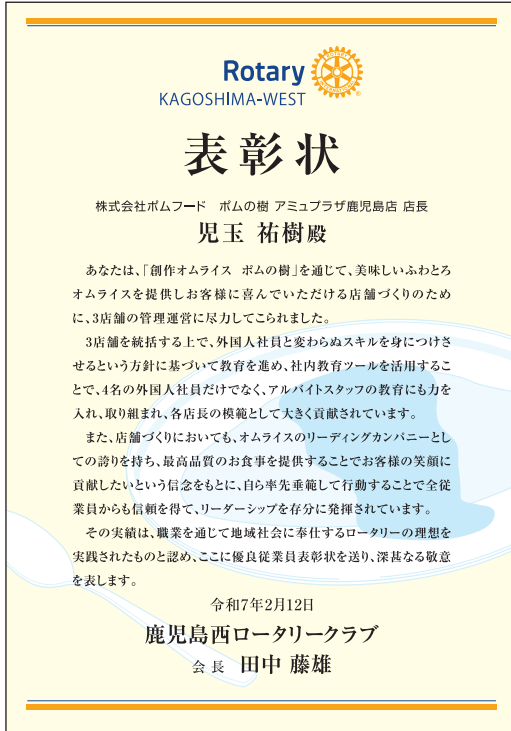 Rotary
KAGOSHIMA-WEST
表彰状
株式会社ポムフード ポムの樹 アミュプラザ鹿児島店 店長
児玉 祐樹殿
あなたは、「創作オムライス ポムの樹」を通じて、美味しいふわとろ
オムライスを提供しお客様に喜んでいただける店舗づくりのため
に、3店舗の管理運営に尽力してこられました。
3店舗を統括する上で、外国人社員と変わらぬスキルを身につけさ
せるという方針に基づいて教育を進め、社内教育ツールを活用するこ
とで、4名の外国人社員だけでなく、アルバイトスタッフの教育にも力を
入れ、取り組まれ、各店長の模範として大きく貢献されています。
また、店舗づくりにおいても、オムライスのリーディングカンパニーとし
ての誇りを持ち、最高品質のお食事を提供することでお客様の笑顔に
貢献したいという信念をもとに、自ら率先垂範して行動することで全従
業員からも信頼を得て、リーダーシップを存分に発揮されています。
その実績は、職業を通じて地域社会に奉仕するロータリーの理想を
実践されたものと認め、ここに優良従業員表彰状を送り、深甚なる敬意
を表します。
令和7年2月12日
鹿児島西ロータリークラブ
会長 田中 藤雄